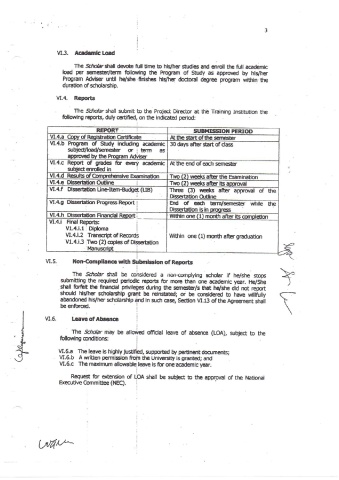 3
VI.3. Academic Load
The Scholar shall devote full time to his/her studies and enroll the full academic
load per semester/term following the Program of Study as approved by his/her
Program Adviser until he/she finishes his/her doctoral degree program within the
duration of scholarship.
VI.4. Reports
The Scholar shall submit to the Project Director at the Training Institution the
following reports, duly certified, on the indicated period:
REPORT SUBMISSION PERIOD
VI.4.a Copy of Registration Certificate At the start of the semester
VI.4.b Program of Study including academic 30 days after start of class
subject/load/semester or term as
approved by the Program Adviser
VI.4.c Report of grades for every academic At the end of each semester
subject enrolled in
VI.4.d Results of Comprehensive Examination Two (2) weeks after the Examination
VI.4.e Dissertation Outline Two (2) weeks after its approval
VI.4.f Dissertation Line-Item-Budget (LIB) Three (3) weeks after approval of the
Dissertation Outline
VI.4.g Dissertation Progress Report End of each term/semester while the
Dissertation is in progress
VI.4.h Dissertation Financial Report Within one (1) month after its completion
VI.4.i Final Reports:
VI.4.i.1 Diploma
VI.4.i.2 Transcript of Records Within one (1) month after graduation
VI.4.i.3 Two (2) copies of Dissertation
Manuscript
VI.5. Non-Compliance with Submission of Reports
The Scholar shall be considered a non-complying scholar if he/she stops
submitting the required periodic reports for more than one academic year. He/She
shall forfeit the financial privileges during the semester/s that he/she did not report
should his/her scholarship grant be reinstated; or be considered to have willfully
abandoned his/her scholarship and in such case, Section VI.13 of the Agreement shall
be enforced.
VI.6. Leave of Absence
The Scholar may be allowed official leave of absence (LOA), subject to the
following conditions:
VI.6.a The leave is highly justified, supported by pertinent documents;
VI.6.b A written permission from the University is granted; and
VI.6.c The maximum allowable leave is for one academic year.
Request for extension of LOA shall be subject to the approval of the National
Executive Committee (NEC).